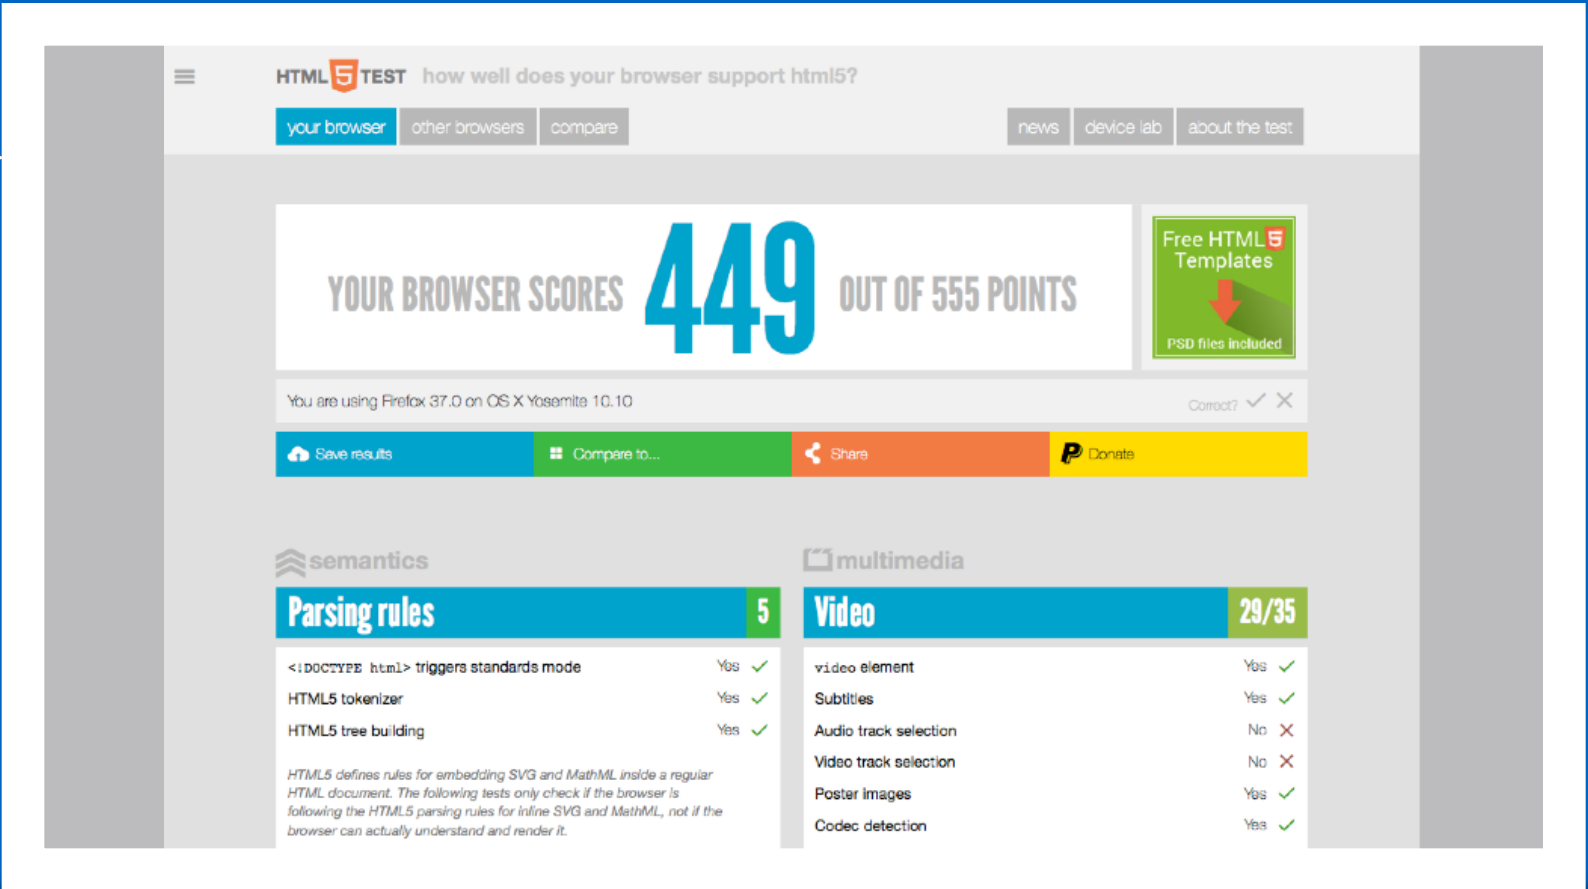 HTML5TEST how well does your browser support html5?
your browser other browsers compare news device lab about the test
YOUR BROWSER SCORES 449 OUT OF 555 POINTS
Free HTML5
Templates
PSD files included
You are using Firefox 37.0 on OS X Yosemite 10.10 Correct?
Save results Compare to... Share Donate
semantics
Parsing rules 5
<!DOCTYPE html> triggers standards mode Yes
HTML5 tokenizer Yes
HTML5 tree building Yes
HTML5 defines rules for embedding SVG and MathML inside a regular
HTML document. The following tests only check if the browser is
following the HTML5 parsing rules for inline SVG and MathML, not if the
browser can actually understand and render it.
multimedia
Video 29/35
video element Yes
Subtitles Yes
Audio track selection No
Video track selection No
Poster images Yes
Codec detection Yes